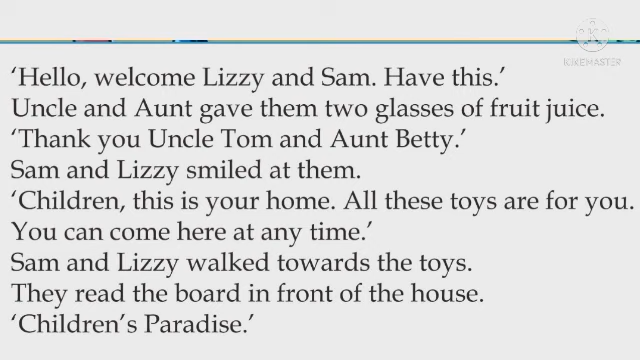 K
KINEMASTER
‘Hello, welcome Lizzy and Sam. Have this.’
Uncle and Aunt gave them two glasses of fruit juice.
‘Thank you Uncle Tom and Aunt Betty.’
Sam and Lizzy smiled at them.
‘Children, this is your home. All these toys are for you.
You can come here at any time.’
Sam and Lizzy walked towards the toys.
They read the board in front of the house.
‘Children’s Paradise.’